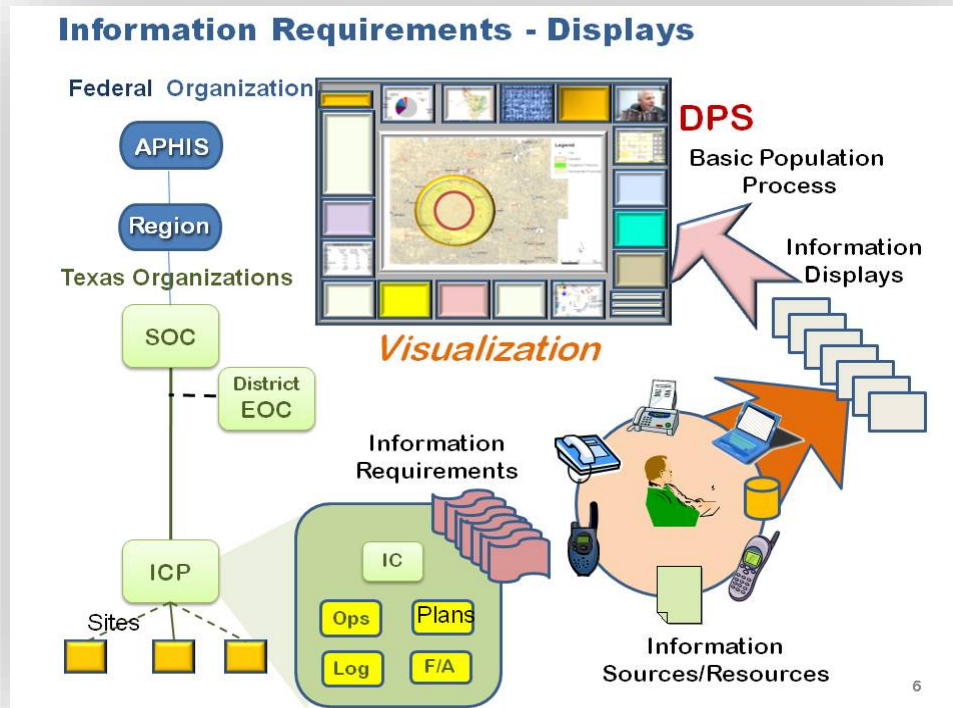 Information Requirements - Displays
Federal Organization
APHIS
Region
Texas Organizations
SOC
District
EOC
ICP
Sites
DPS
Basic Population
Process
Information
Displays
Legend
Visualization
Information
Requirements
IC
Ops
Plans
Log
F/A
Information
Sources/Resources
6